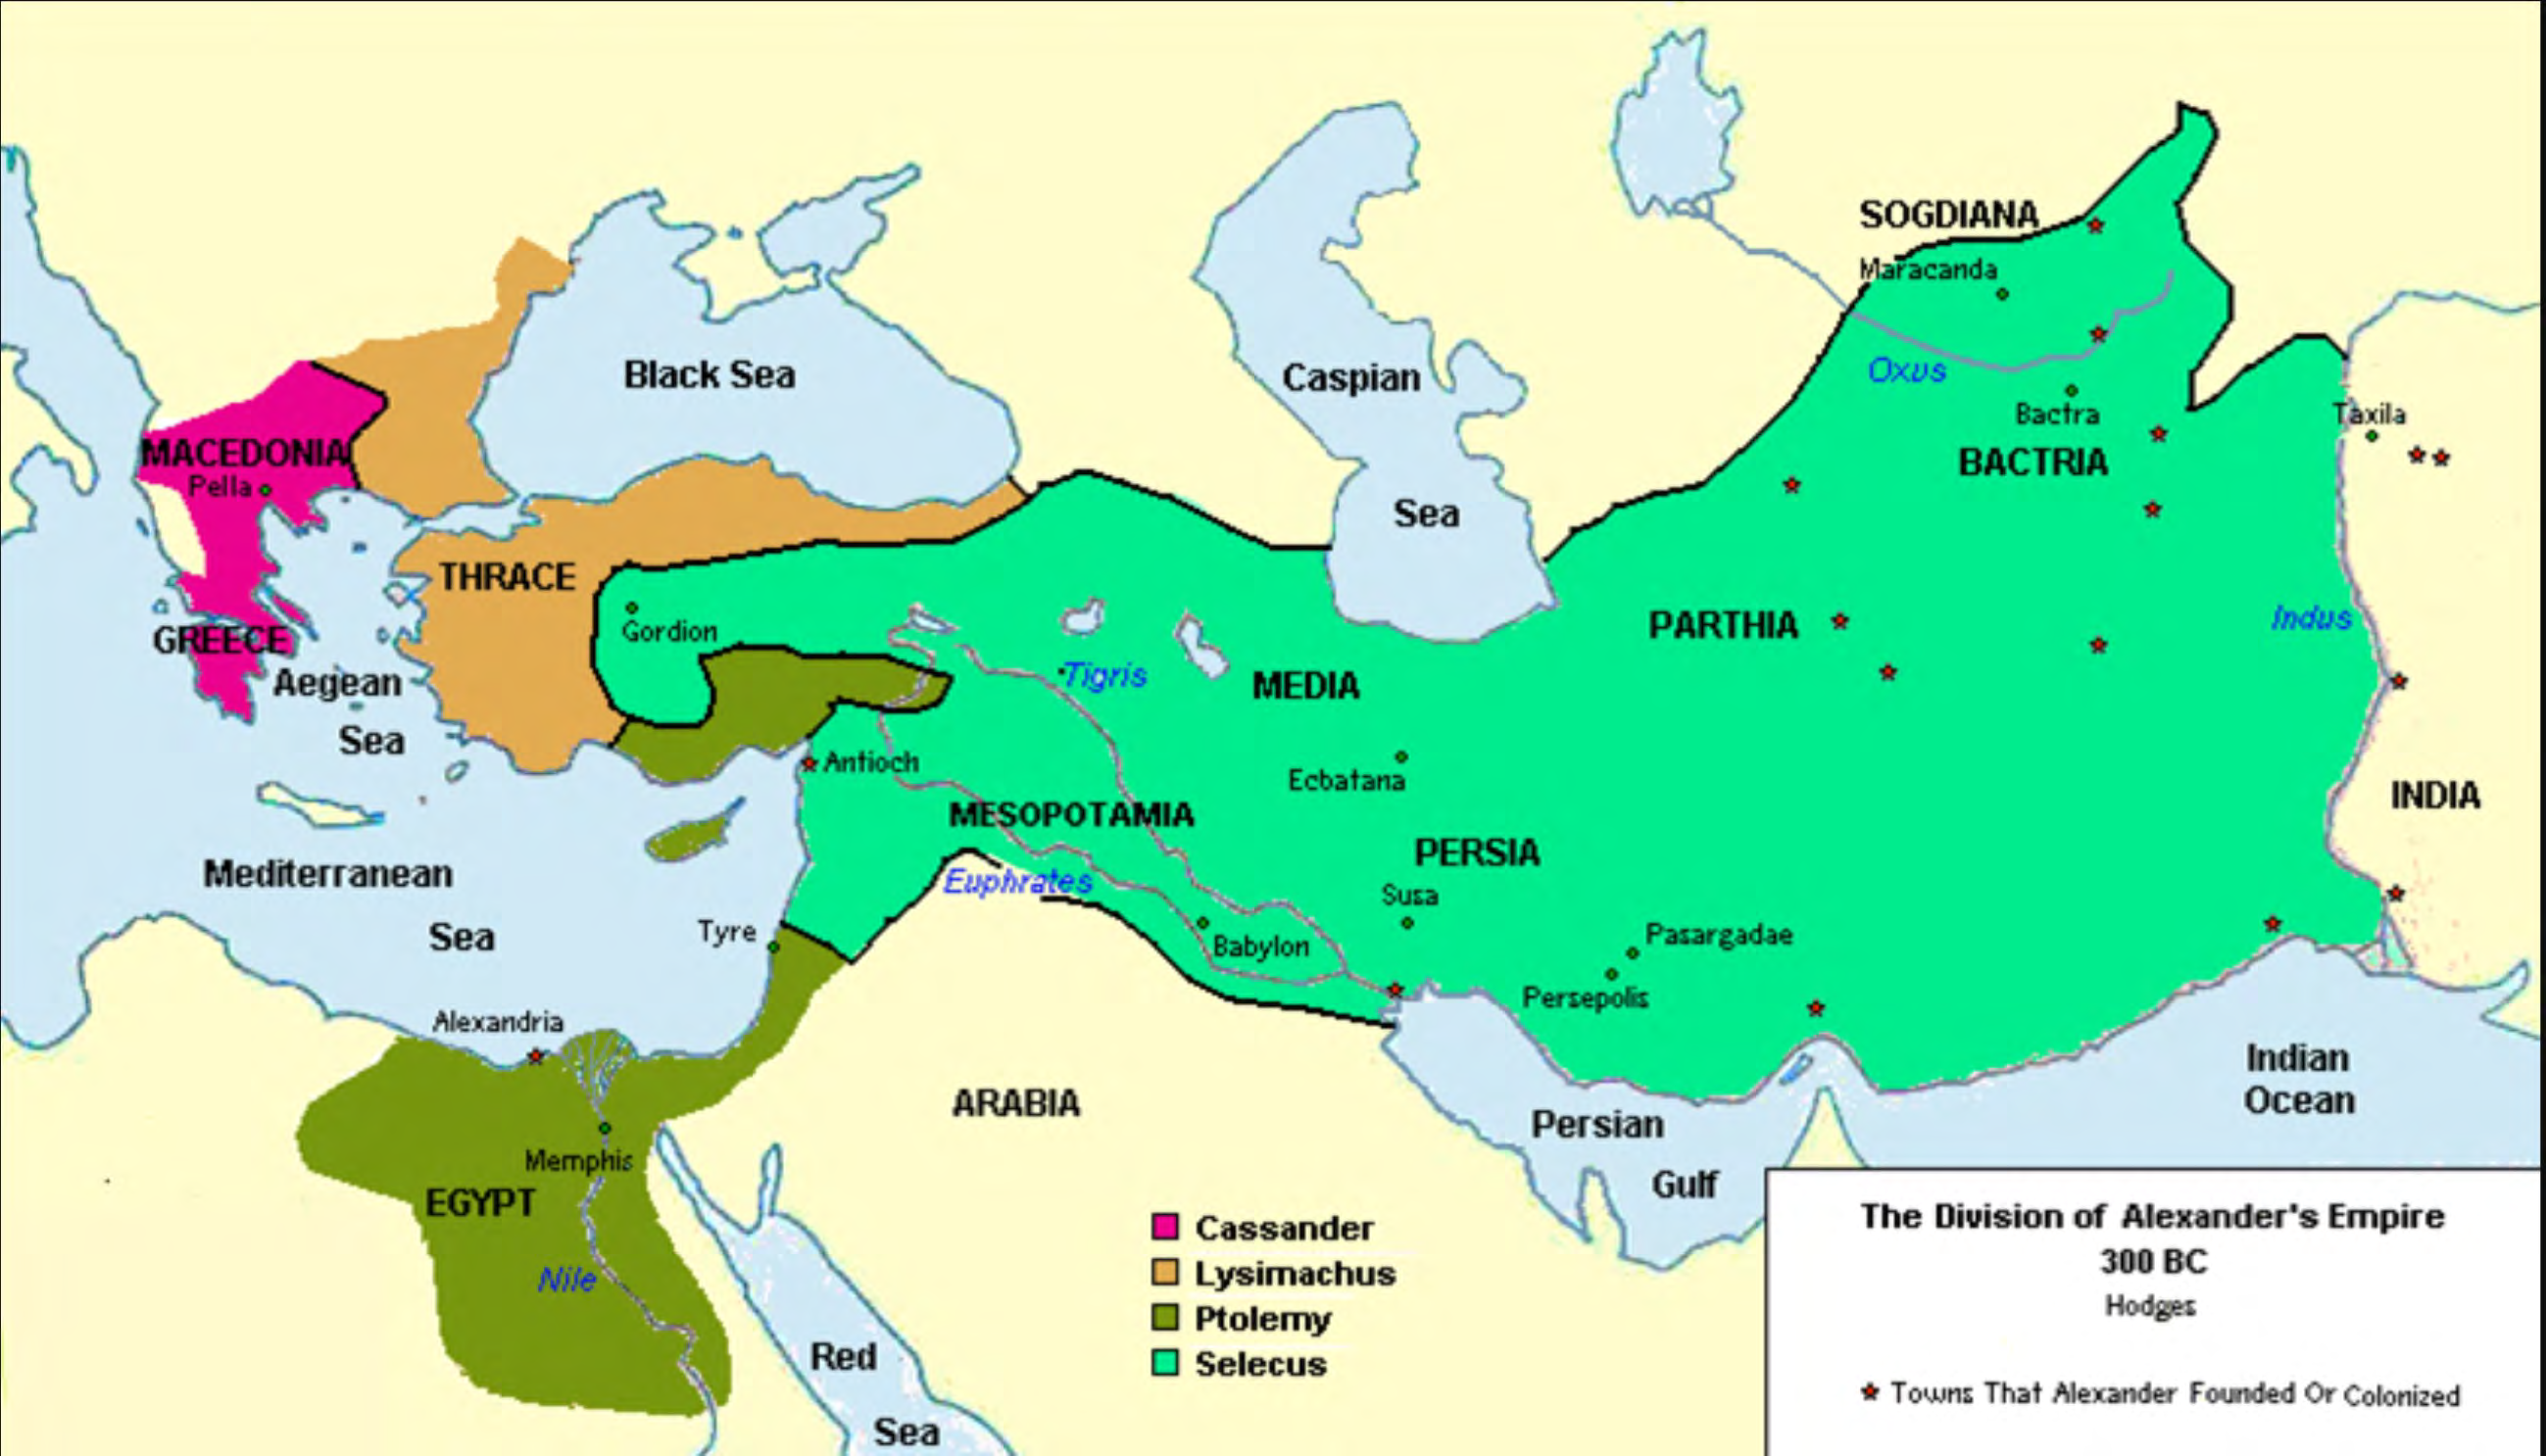 SOGDIANA
Maracanda
Black Sea
Caspian
Sea
Oxus
Bactra
Taxila
BACTRIA
MACEDONIA
Pella
THRACE
Gordion
GREECE
Aegean
Sea
Tigris
MEDIA
PARTHIA
Indus
Antioch
Ecbatana
MESOPOTAMIA
PERSIA
INDIA
Mediterranean
Sea
Euphrates
Susa
Tyre
Babylon
Pasargadae
Persepolis
Alexandria
Memphis
EGYPT
Nile
ARABIA
Persian
Gulf
Indian
Ocean
Red
Sea
Cassander
Lysimachus
Ptolemy
Selecus
The Division of Alexander's Empire
300 BC
Hodges
Towns That Alexander Founded Or Colonized